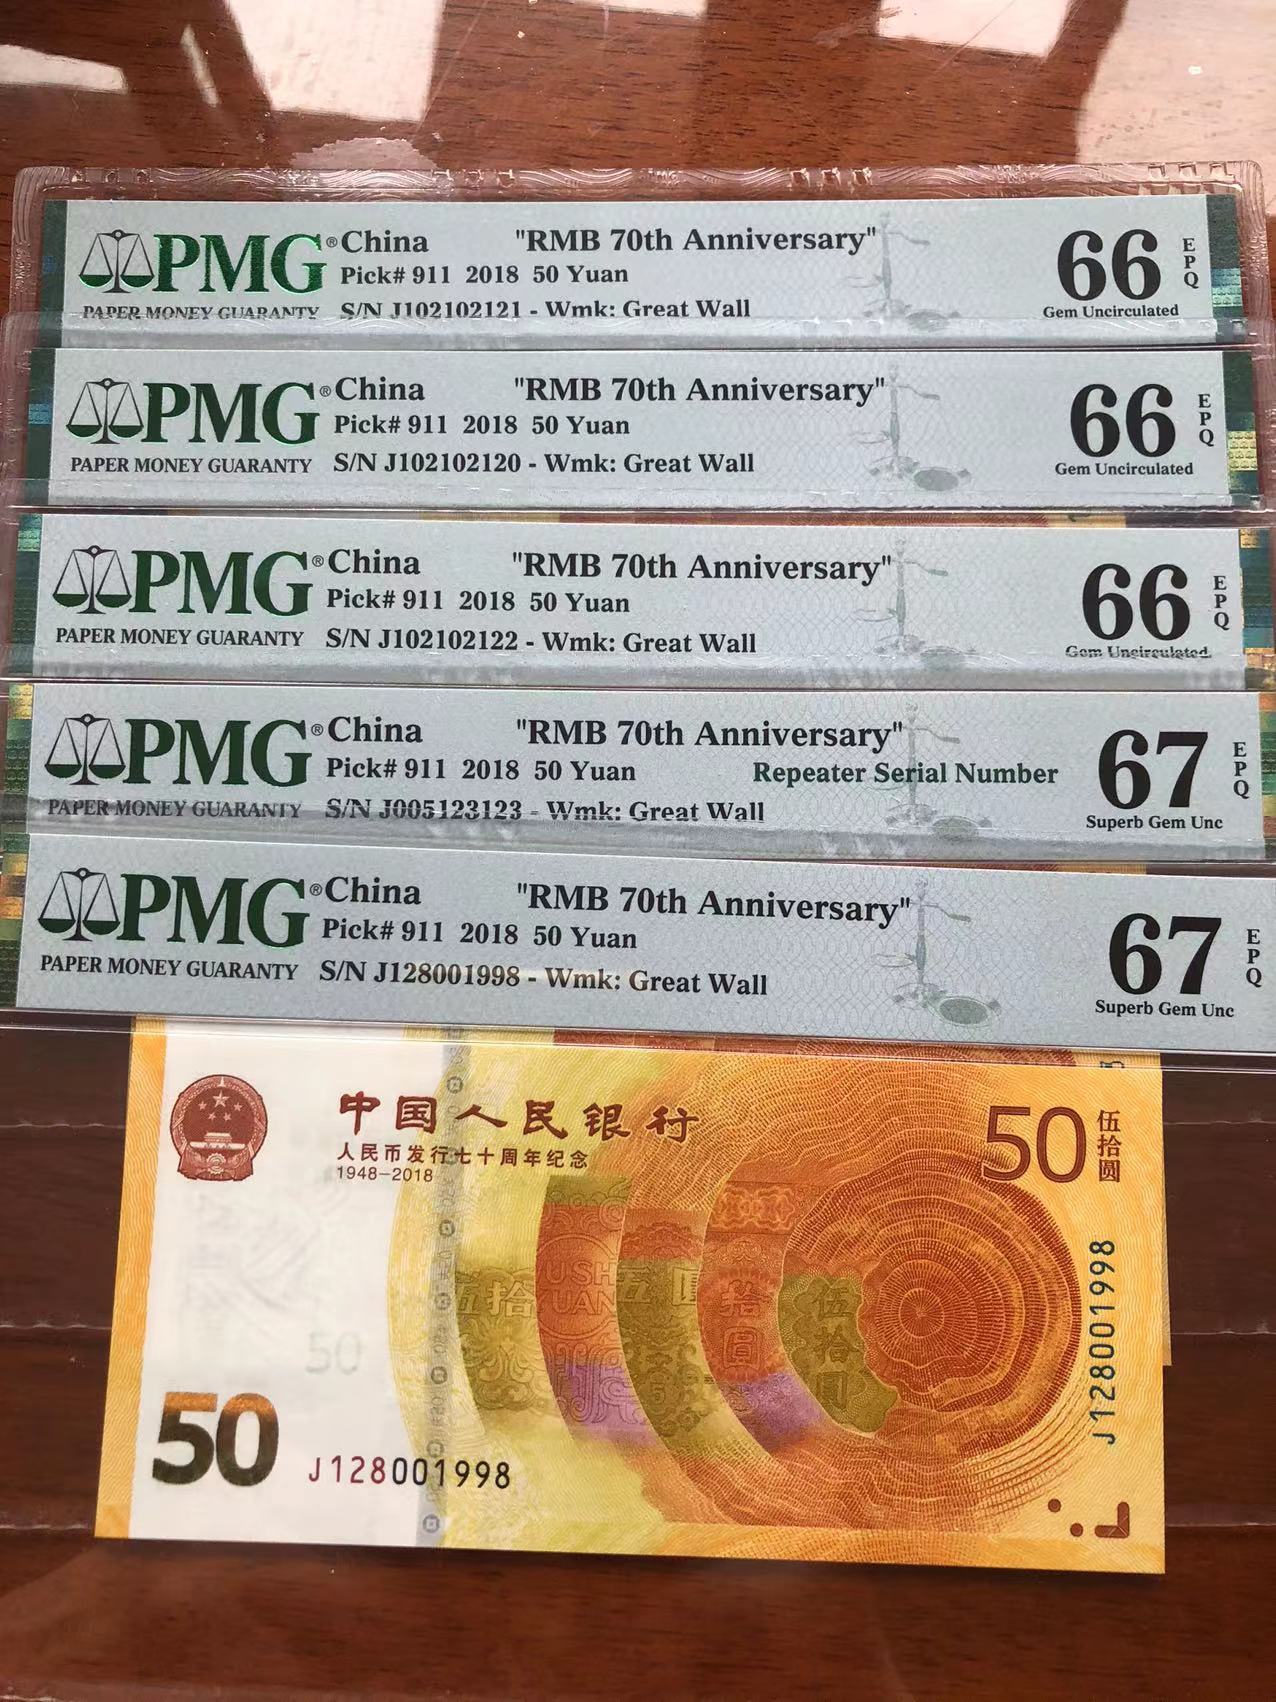 PMG® China "RMB 70th Anniversary" 66 EPQ
Pick# 911 2018 50 Yuan
PAPER MONEY GUARANTY S/N J102102121 - Wmk: Great Wall Gem Uncirculated
PMG® China "RMB 70th Anniversary" 66 EPQ
Pick# 911 2018 50 Yuan
PAPER MONEY GUARANTY S/N J102102120 - Wmk: Great Wall Gem Uncirculated
PMG® China "RMB 70th Anniversary" 66 EPQ
Pick# 911 2018 50 Yuan
PAPER MONEY GUARANTY S/N J102102122 - Wmk: Great Wall Gem Uncirculated
PMG® China "RMB 70th Anniversary" 67 EPQ
Pick# 911 2018 50 Yuan Repeater Serial Number
PAPER MONEY GUARANTY S/N J005123123 - Wmk: Great Wall Superb Gem Unc
PMG® China "RMB 70th Anniversary" 67 EPQ
Pick# 911 2018 50 Yuan
PAPER MONEY GUARANTY S/N J128001998 - Wmk: Great Wall Superb Gem Unc
中国人民银行
人民币发行七十周年纪念
1948-2018
50 伍拾圆
J128001998
五拾
五圓
拾圓
伍拾圆
50
50
J128001998